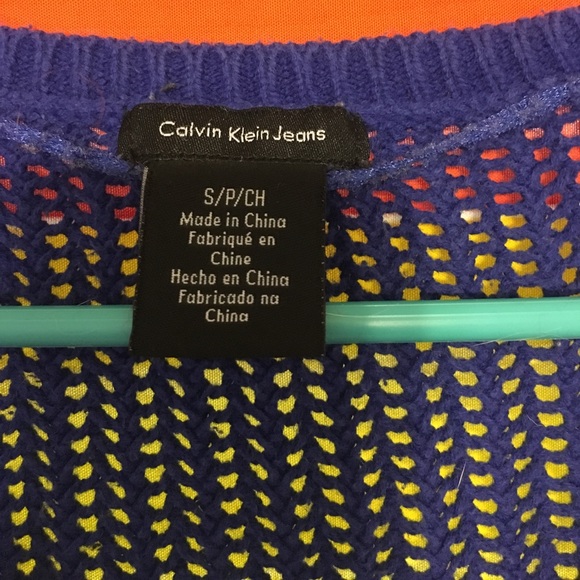 Calvin Klein Jeans
S/P/CH
Made in China
Fabriqué en
Chine
Hecho en China
Fabricado na
China